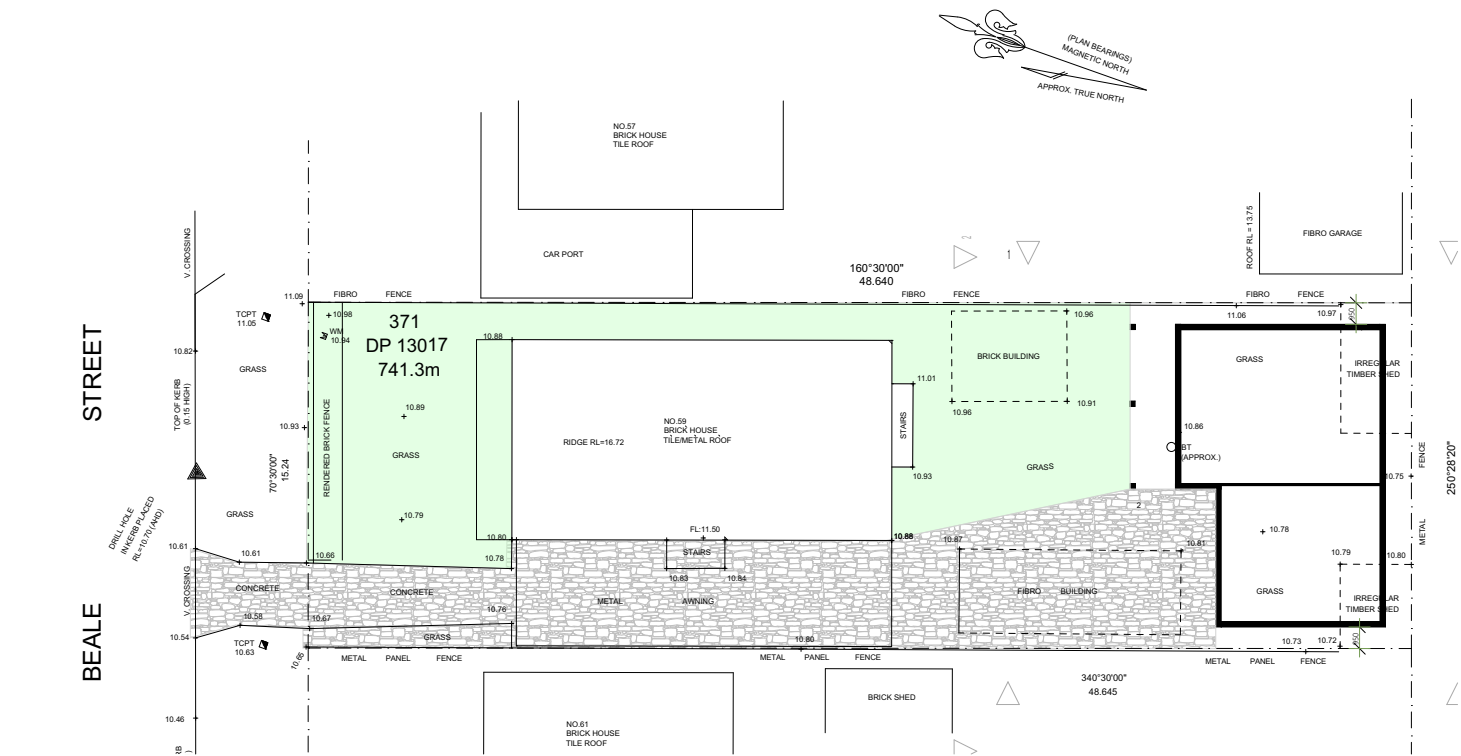 (PLAN BEARINGS)
MAGNETIC NORTH
APPROX. TRUE NORTH
NO.57
BRICK HOUSE
TILE ROOF
CAR PORT
ROOF RL = 13.75
FIBRO GARAGE
V. CROSSING
2
1
160°30'00"
48.640
11.09
FIBRO FENCE
FIBRO FENCE
FIBRO FENCE
TCPT
11.05
10.98
WM
10.94
371
DP 13017
741.3m
10.88
10.96
11.06
10.97
950
10.82
GRASS
BRICK BUILDING
GRASS
IRREGULAR
TIMBER SHED
STREET
TOP OF KERB
(0.15 HIGH)
11.01
10.96
10.91
10.89
10.93
RENDERED BRICK FENCE
GRASS
RIDGE RL=16.72
NO.59
BRICK HOUSE
TILE/METAL ROOF
STAIRS
10.86
BT
(APPROX.)
FENCE
70°30'00"
15.24
10.93
GRASS
10.75
250°28'20"
GRASS
10.79
2
DRILL HOLE
IN KERB PLACED
RL=10.70 (AHD)
FL:11.50
10.78
METAL
10.61
10.61
10.66
10.80
10.78
STAIRS
10.88
10.87
10.81
10.79
10.80
10.83
10.84
V. CROSSING
CONCRETE
CONCRETE
METAL AWNING
FIBRO BUILDING
GRASS
IRREGULAR
TIMBER SHED
BEALE
10.58
10.67
10.76
10.54
TCPT
10.63
GRASS
10.80
10.73
10.72
950
10.65
METAL PANEL FENCE
METAL PANEL FENCE
METAL PANEL FENCE
340°30'00"
48.645
BRICK SHED
10.46
NO.61
BRICK HOUSE
TILE ROOF